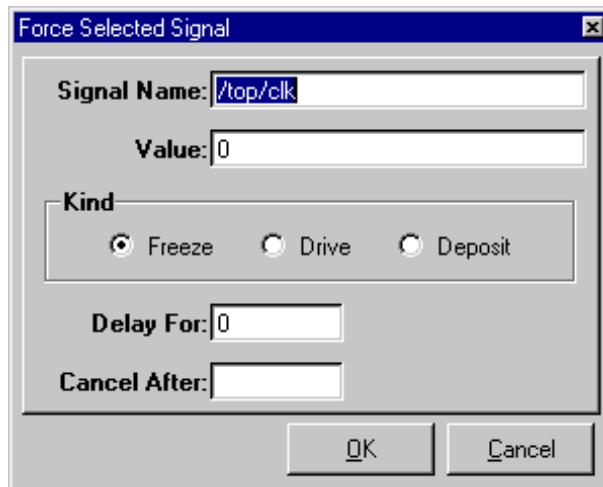 Force Selected Signal
Signal Name: /top/clk
Value: 0
Kind
Freeze Drive Deposit
Delay For: 0
Cancel After:
OK Cancel